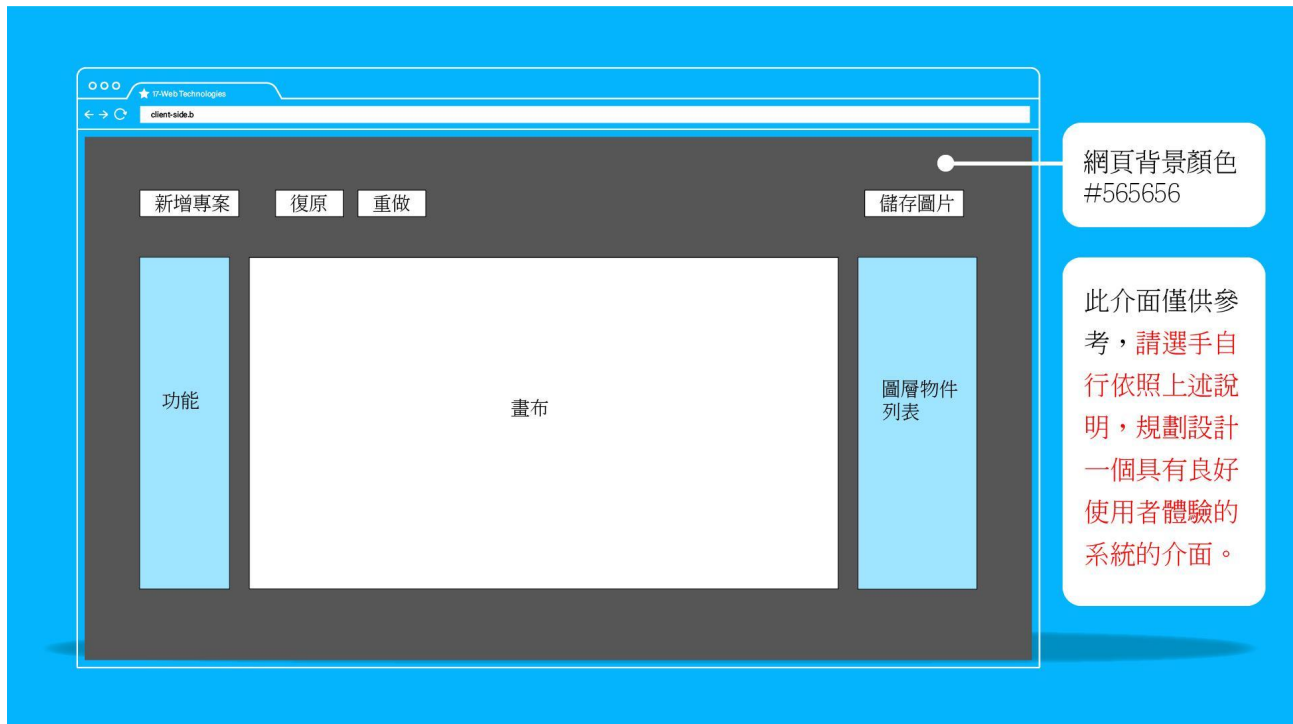 17-Web Technologies
client-side.b
網頁背景顏色
#565656
新增專案
復原
重做
儲存圖片
此介面僅供參
考,請選手自
行依照上述說
明,規劃設計
一個具有良好
使用者體驗的
系統的介面。
功能
畫布
圖層物件
列表